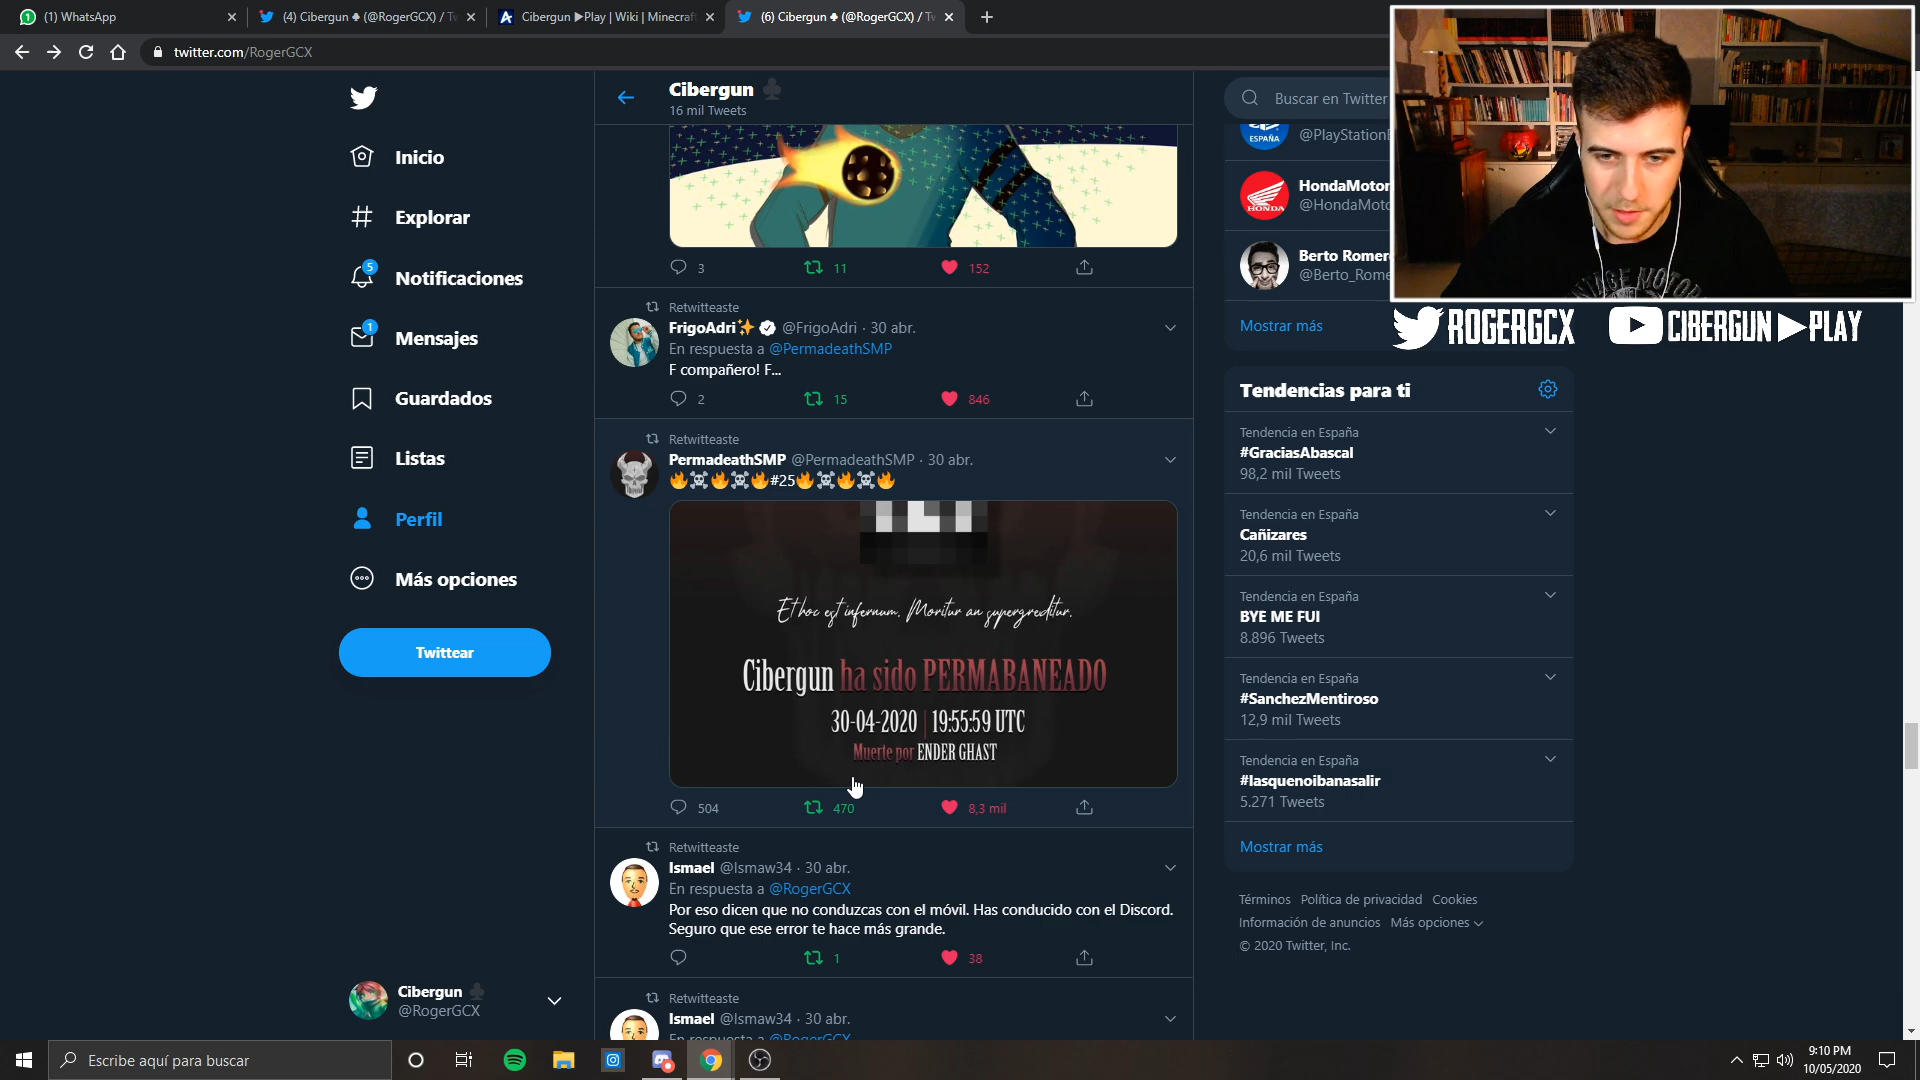 (1) WhatsApp
(4) Cibergun ♣ (@RogerGCX) / Tw
Cibergun ▶Play | Wiki | Minecraft
(6) Cibergun ♣ (@RogerGCX) / Tw
twitter.com/RogerGCX
Inicio
Explorar
5
Notificaciones
1
Mensajes
Guardados
Listas
Perfil
Más opciones
Twittear
Cibergun ♣
@RogerGCX
Cibergun ♣
16 mil Tweets
3 11 152
Retwitteaste
FrigoAdri✨ @FrigoAdri · 30 abr.
En respuesta a @PermadeathSMP
F compañero! F...
2 15 846
Retwitteaste
PermadeathSMP @PermadeathSMP · 30 abr.
🔥☠️🔥☠️🔥#25🔥☠️🔥☠️🔥
Et hoc est infernum. Moritur an supergreditur.
Cibergun ha sido PERMABANEADO
30-04-2020 | 19:55:59 UTC
Muerte por ENDER GHAST
504 470 8,3 mil
Retwitteaste
Ismael @Ismaw34 · 30 abr.
En respuesta a @RogerGCX
Por eso dicen que no conduzcas con el móvil. Has conducido con el Discord.
Seguro que ese error te hace más grande.
1 38
Retwitteaste
Ismael @Ismaw34 · 30 abr.
En respuesta a @RogerGCX
Buscar en Twitter
ESPAÑA
@PlayStationE
HONDA
HondaMotor
@HondaMoto
Berto Romero
@Berto_Rome
Mostrar más
ROGERGCX
CIBERGUN ▶PLAY
Tendencias para ti
Tendencia en España
#GraciasAbascal
98,2 mil Tweets
Tendencia en España
Cañizares
20,6 mil Tweets
Tendencia en España
BYE ME FUI
8.896 Tweets
Tendencia en España
#SanchezMentiroso
12,9 mil Tweets
Tendencia en España
#lasquenoibanasalir
5.271 Tweets
Mostrar más
Términos Política de privacidad Cookies
Información de anuncios Más opciones
© 2020 Twitter, Inc.
Escribe aquí para buscar
9:10 PM
10/05/2020